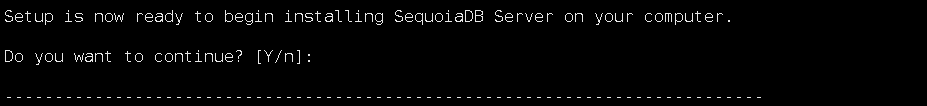 Setup is now ready to begin installing SequoiaDB Server on your computer.
Do you want to continue? [Y/n]:
----------------------------------------------------------------------------